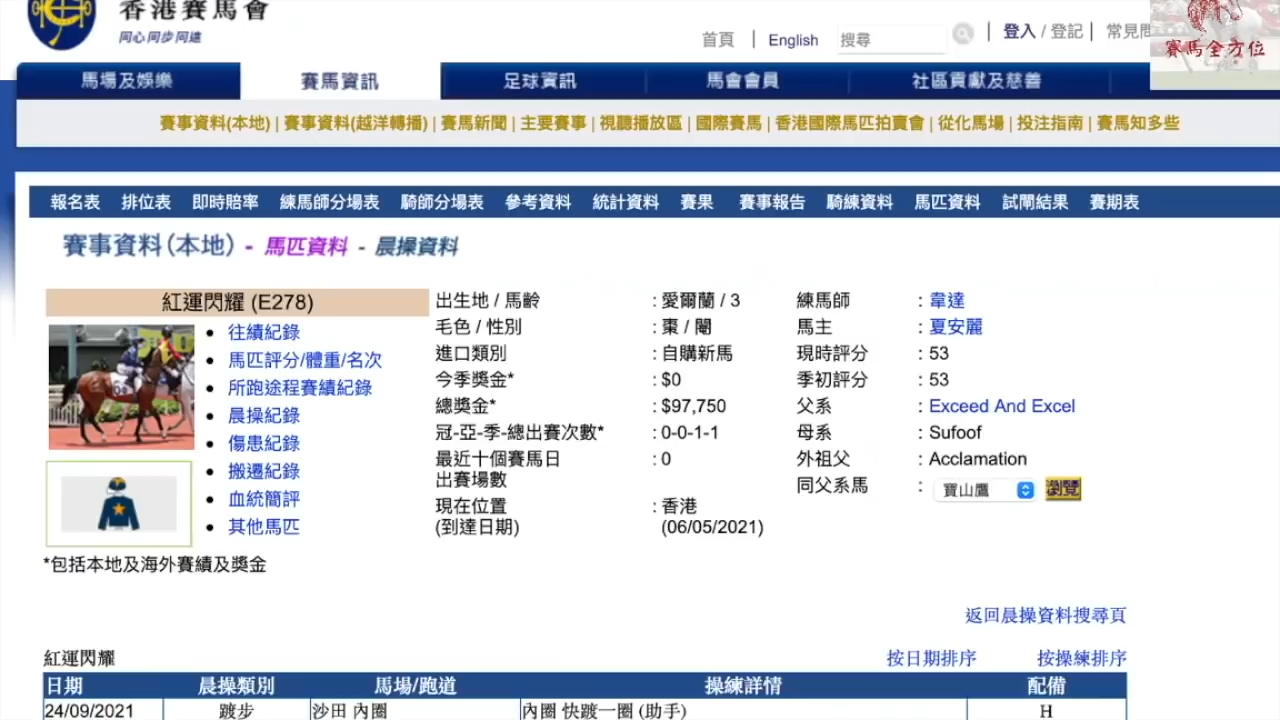 香港賽馬會
同心同步同進
首頁 | English 搜尋 | 登入 / 登記 | 常見問
賽馬全方位
馬場及娛樂 賽馬資訊 足球資訊 馬會會員 社區貢獻及慈善
賽事資料(本地) | 賽事資料(越洋轉播) | 賽馬新聞 | 主要賽事 | 視聽播放區 | 國際賽馬 | 香港國際馬匹拍賣會 | 從化馬場 | 投注指南 | 賽馬知多些
報名表 排位表 即時賠率 練馬師分場表 騎師分場表 參考資料 統計資料 賽果 賽事報告 騎練資料 馬匹資料 試閘結果 賽期表
賽事資料(本地) - 馬匹資料 - 晨操資料
紅運閃耀 (E278)
往績紀錄
馬匹評分/體重/名次
所跑途程賽績紀錄
晨操紀錄
傷患紀錄
搬遷紀錄
血統簡評
其他馬匹
出生地 / 馬齡 : 愛爾蘭 / 3
毛色 / 性別 : 棗 / 閹
進口類別 : 自購新馬
今季獎金* : $0
總獎金* : $97,750
冠-亞-季-總出賽次數* : 0-0-1-1
最近十個賽馬日 : 0
出賽場數
現在位置 : 香港
(到達日期) (06/05/2021)
練馬師 : 韋達
馬主 : 夏安麗
現時評分 : 53
季初評分 : 53
父系 : Exceed And Excel
母系 : Sufoof
外祖父 : Acclamation
同父系馬 : 寶山鷹 瀏覽
*包括本地及海外賽績及獎金
返回晨操資料搜尋頁
紅運閃耀 按日期排序 按操練排序
日期 晨操類別 馬場/跑道 操練詳情 配備
24/09/2021 踱步 沙田 內圈 內圈 快踱一圈 (助手) H